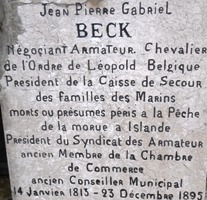 Jean Pierre Gabriel
BECK
Négociant Armateur. Chevalier
de l'Ordre de Léopold Belgique
Président de la Caisse de Secour
des familles des Marins
morts ou présumés péris a la Pêche
de la morue a Islande
Président du Syndicat des Armateur
ancien Membre de la Chambre
de Commerce
ancien Conseiller Municipal
14 Janvier 1813 - 23 Décembre 1895